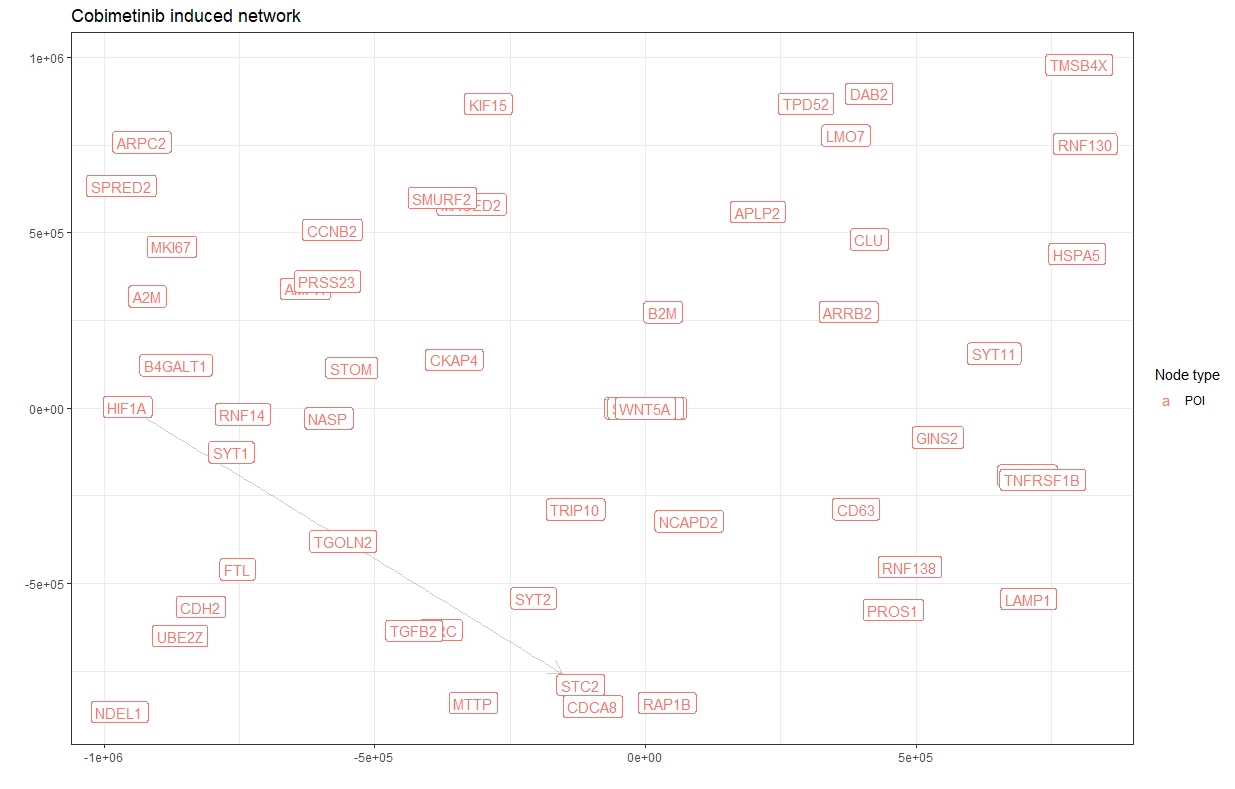 Cobimetinib induced network
1e+06
TMSB4X
DAB2
TPD52
KIF15
LMO7
ARPC2
RNF130
SPRED2
SMURF2
APLP2
5e+05
CCNB2
CLU
MKI67
HSPA5
PRSS23
A2M
B2M
ARRB2
SYT11
CKAP4
B4GALT1
STOM
Node type
a POI
0e+00
HIF1A
WNT5A
RNF14
NASP
GINS2
SYT1
TNFRSF1B
TRIP10
CD63
NCAPD2
TGOLN2
RNF138
FTL
-5e+05
SYT2
LAMP1
CDH2
PROS1
TGFB2
UBE2Z
STC2
MTTP
RAP1B
CDCA8
NDEL1
-1e+06
-5e+05
0e+00
5e+05